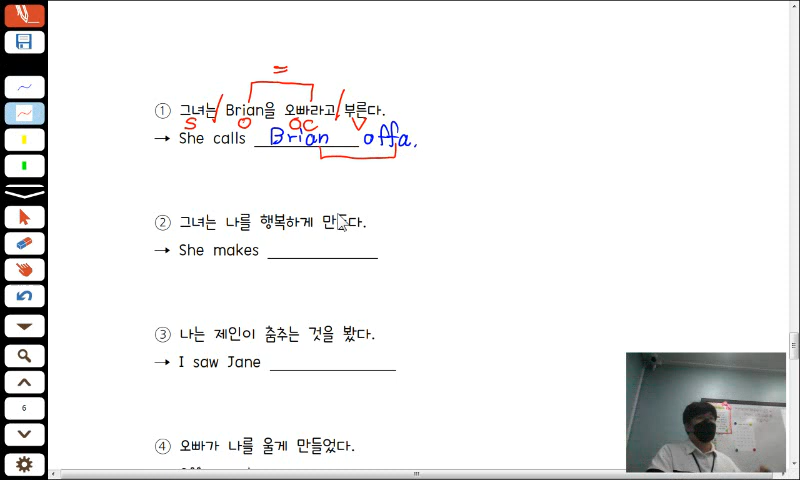 =
① 그녀는 / Brian을 오빠라고 / 부른다.
S O OC V
→ She calls Brian offa.
② 그녀는 나를 행복하게 만든다.
→ She makes
③ 나는 제인이 춤추는 것을 봤다.
→ I saw Jane
④ 오빠가 나를 울게 만들었다.
6